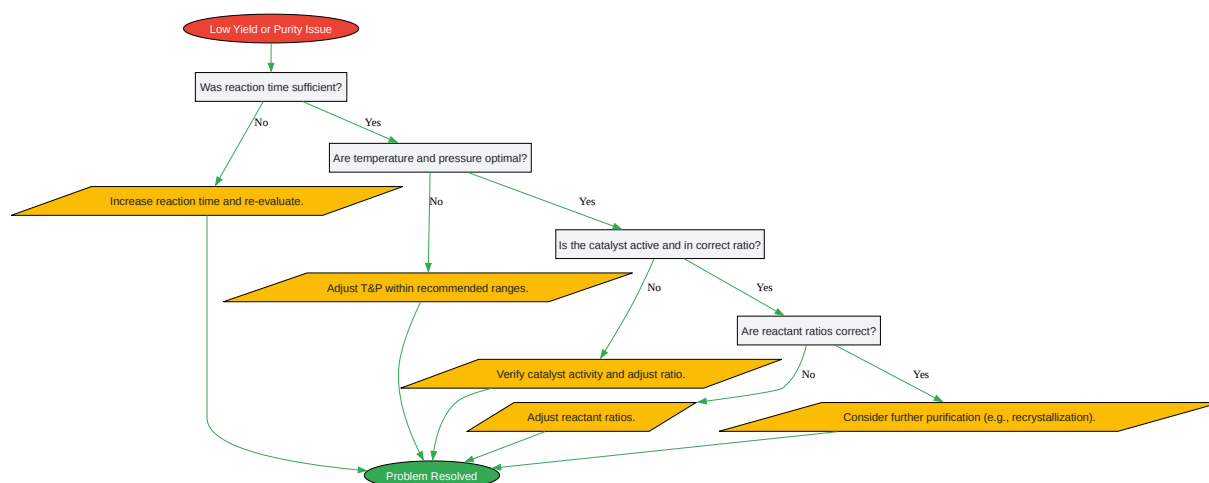 Low Yield or Purity Issue
Was reaction time sufficient?
No
Yes
Are temperature and pressure optimal?
Increase reaction time and re-evaluate.
No
Yes
Is the catalyst active and in correct ratio?
Adjust T&P within recommended ranges.
No
Yes
Are reactant ratios correct?
Verify catalyst activity and adjust ratio.
No
Yes
Adjust reactant ratios.
Consider further purification (e.g., recrystallization).
Problem Resolved